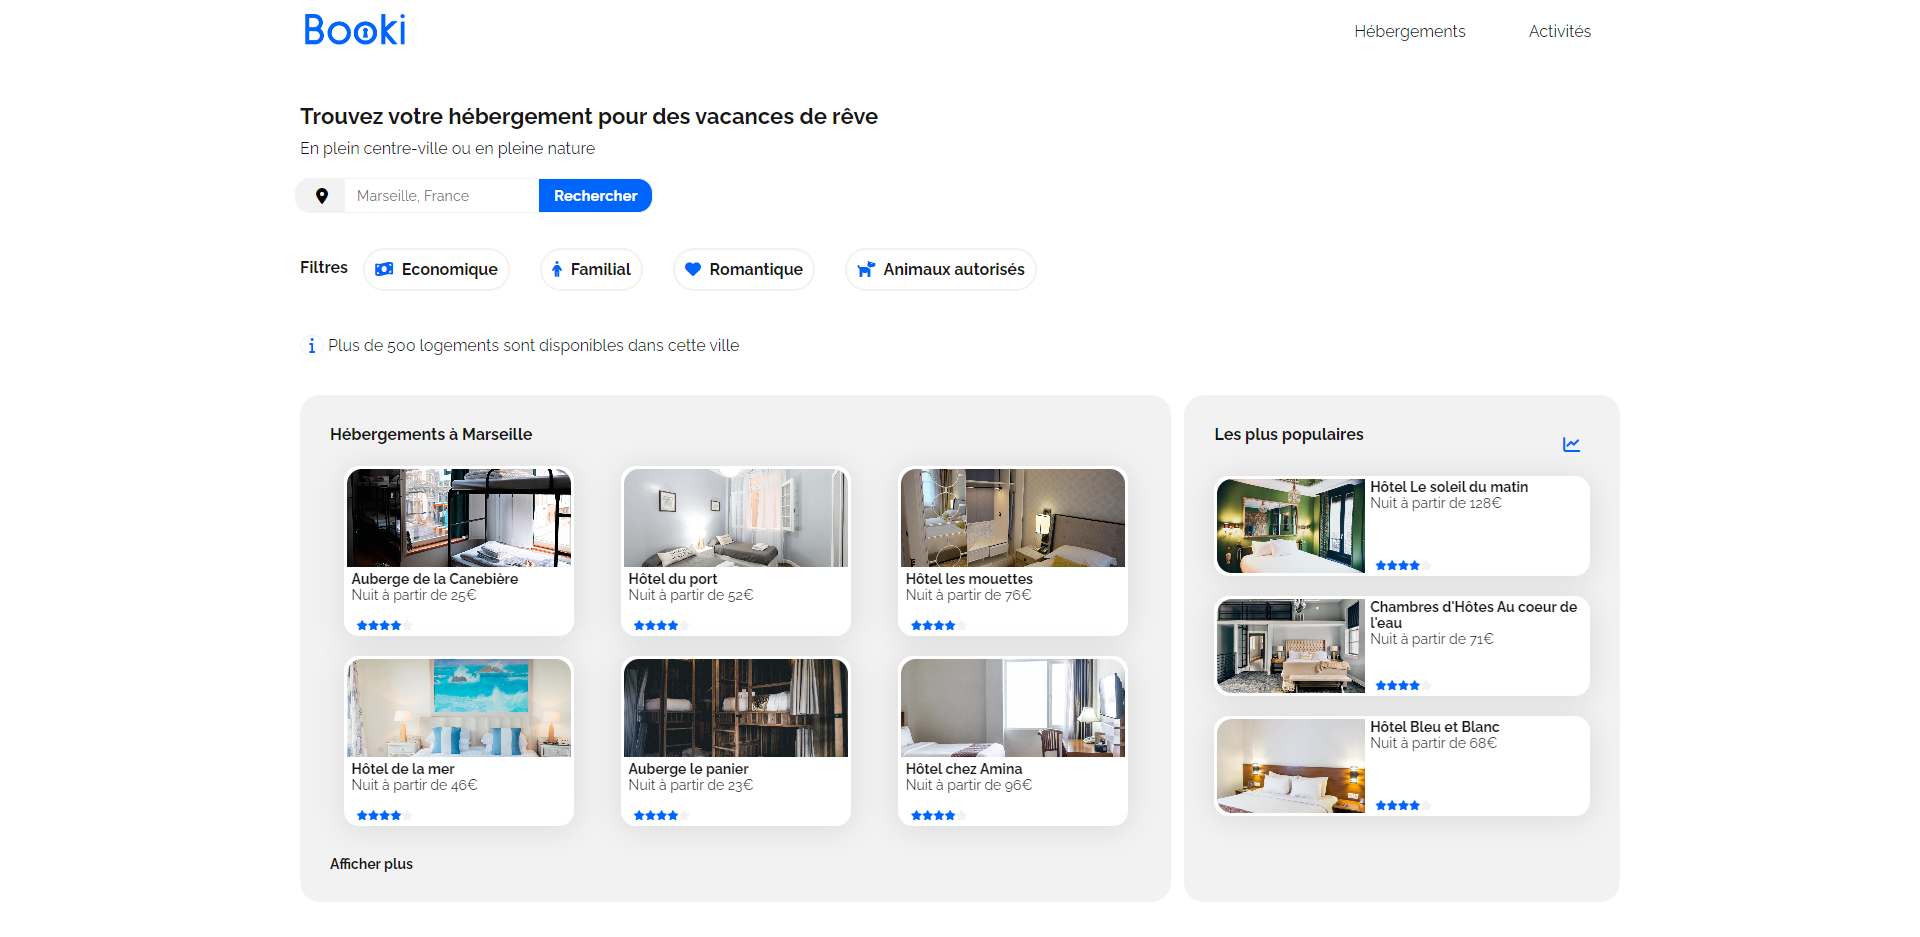 Booki
Hébergements
Activités
Trouvez votre hébergement pour des vacances de rêve
En plein centre-ville ou en pleine nature
Marseille, France
Rechercher
Filtres
Economique
Familial
Romantique
Animaux autorisés
Plus de 500 logements sont disponibles dans cette ville
Hébergements à Marseille
Auberge de la Canebière
Nuit à partir de 25€
Hôtel du port
Nuit à partir de 52€
Hôtel les mouettes
Nuit à partir de 76€
Hôtel de la mer
Nuit à partir de 46€
Auberge le panier
Nuit à partir de 23€
Hôtel chez Amina
Nuit à partir de 96€
Afficher plus
Les plus populaires
Hôtel Le soleil du matin
Nuit à partir de 128€
Chambres d'Hôtes Au coeur de
l'eau
Nuit à partir de 71€
Hôtel Bleu et Blanc
Nuit à partir de 68€